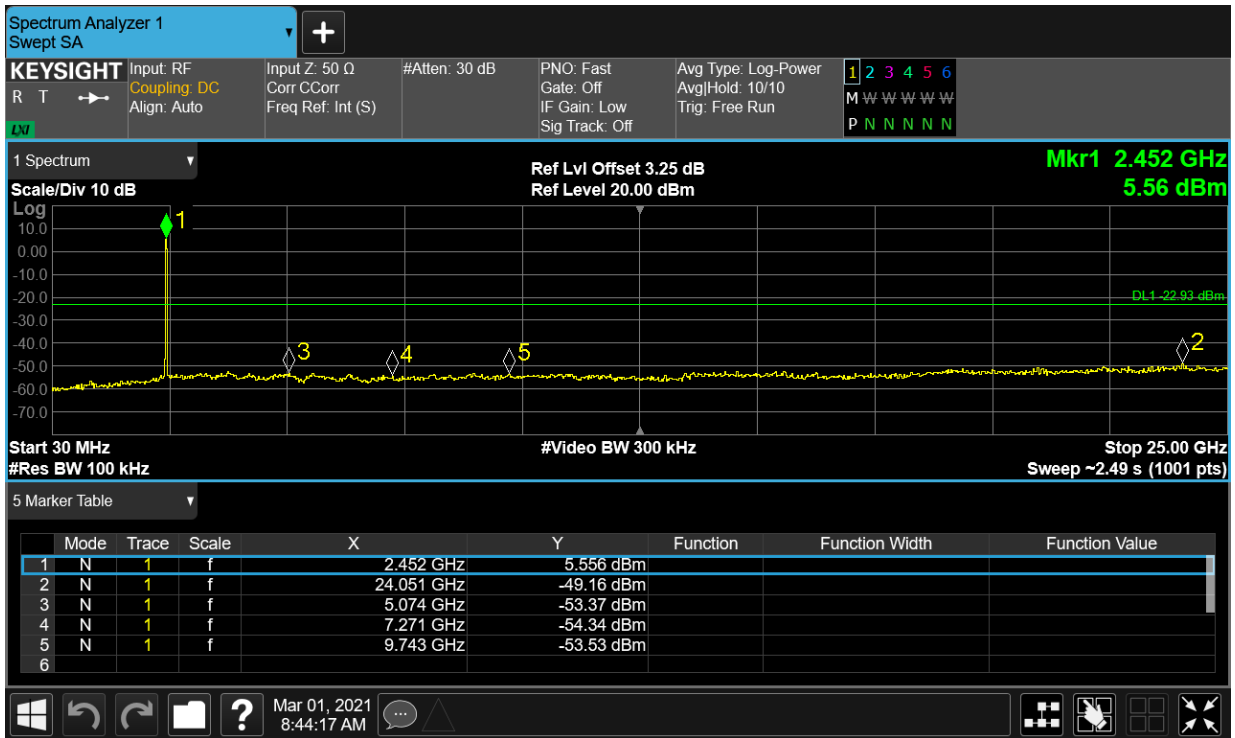 Spectrum Analyzer 1
Swept SA
▼
+
KEYSIGHT
R T
LXI
Input: RF
Coupling: DC
Align: Auto
Input Z: 50 Ω
Corr CCorr
Freq Ref: Int (S)
#Atten: 30 dB
PNO: Fast
Gate: Off
IF Gain: Low
Sig Track: Off
Avg Type: Log-Power
Avg|Hold: 10/10
Trig: Free Run
1 2 3 4 5 6
M W W W W W
P N N N N N
1 Spectrum ▼
Scale/Div 10 dB
Ref Lvl Offset 3.25 dB
Ref Level 20.00 dBm
Mkr1 2.452 GHz
5.56 dBm
Log
10.0
0.00
-10.0
-20.0
-30.0
-40.0
-50.0
-60.0
-70.0
1
DL1 -22.93 dBm
3
4
5
2
Start 30 MHz
#Res BW 100 kHz
#Video BW 300 kHz
Stop 25.00 GHz
Sweep ~2.49 s (1001 pts)
5 Marker Table ▼
Mode Trace Scale X Y Function Function Width Function Value
1 N 1 f 2.452 GHz 5.556 dBm
2 N 1 f 24.051 GHz -49.16 dBm
3 N 1 f 5.074 GHz -53.37 dBm
4 N 1 f 7.271 GHz -54.34 dBm
5 N 1 f 9.743 GHz -53.53 dBm
6
?
Mar 01, 2021
8:44:17 AM